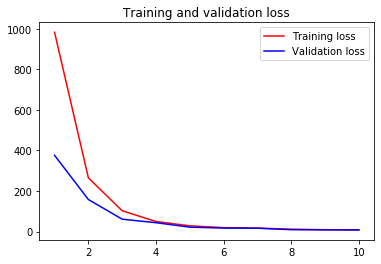 Training and validation loss
Training loss
Validation loss
1000
800
600
400
200
0
2 4 6 8 10